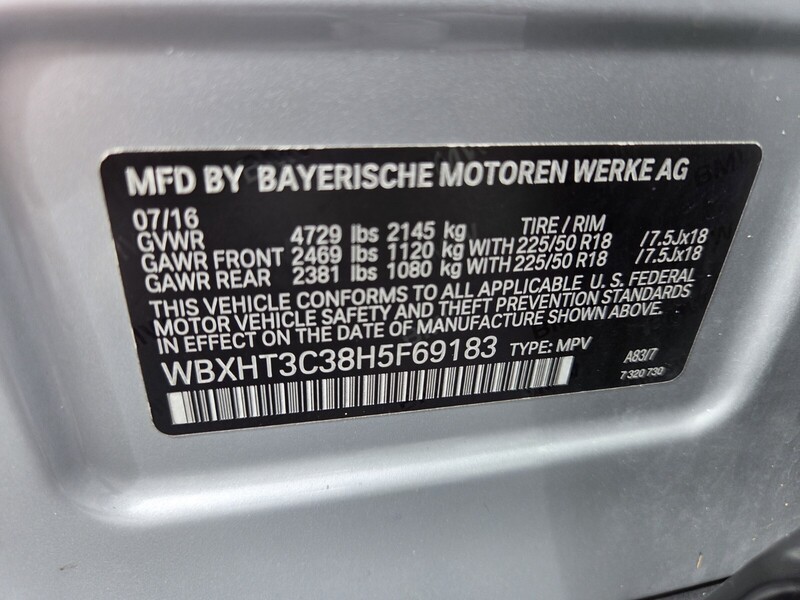 MFD BY BAYERISCHE MOTOREN WERKE AG
07/16 TIRE / RIM
GVWR 4729 lbs 2145 kg
GAWR FRONT 2469 lbs 1120 kg WITH 225/50 R18 /7.5Jx18
GAWR REAR 2381 lbs 1080 kg WITH 225/50 R18 /7.5Jx18
THIS VEHICLE CONFORMS TO ALL APPLICABLE U. S. FEDERAL
MOTOR VEHICLE SAFETY AND THEFT PREVENTION STANDARDS
IN EFFECT ON THE DATE OF MANUFACTURE SHOWN ABOVE.
WBXHT3C38H5F69183 TYPE: MPV A83/7
7 320 730